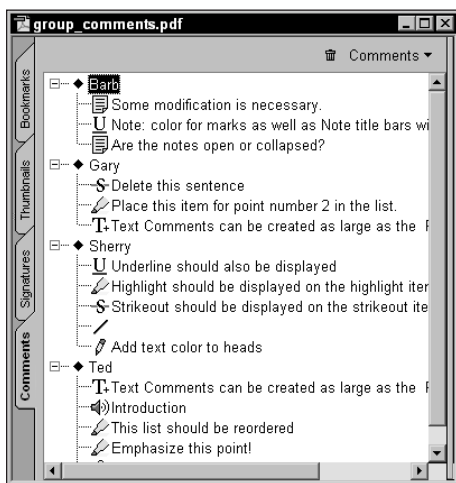 group_comments.pdf
Comments
Bookmarks
Thumbnails
Signatures
Comments
Barb
Some modification is necessary.
U Note: color for marks as well as Note title bars wi
Are the notes open or collapsed?
Gary
S Delete this sentence
Place this item for point number 2 in the list.
T+ Text Comments can be created as large as the
Sherry
U Underline should also be displayed
Highlight should be displayed on the highlight iter
S Strikeout should be displayed on the strikeout ite
Add text color to heads
Ted
T+ Text Comments can be created as large as the
Introduction
This list should be reordered
Emphasize this point!